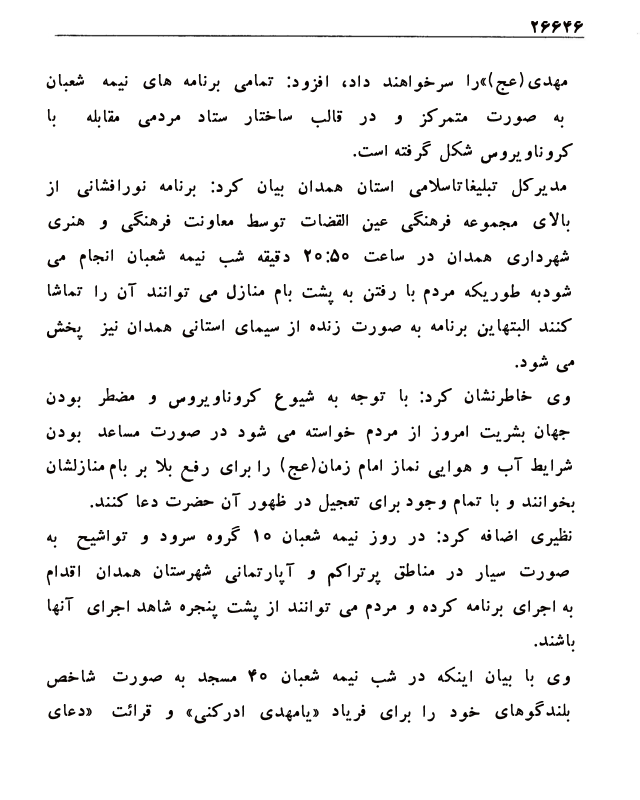 ۲۶۶۴۶
مهدی(عج)»را سرخواهند داد، افزود: تمامی برنامه های نیمه شعبان
به صورت متمرکز و در قالب ساختار ستاد مردمی مقابله با
کروناویروس شکل گرفته است.
مدیرکل تبلیغاتاسلامی استان همدان بیان کرد: برنامه نورافشانی از
بالای مجموعه فرهنگی عین القضات توسط معاونت فرهنگی و هنری
شهرداری همدان در ساعت ۲۰:۵۰ دقیقه شب نیمه شعبان انجام می
شودبه طوریکه مردم با رفتن به پشت بام منازل می توانند آن را تماشا
کنند البتهاین برنامه به صورت زنده از سیمای استانی همدان نیز پخش
می شود.
وی خاطرنشان کرد: با توجه به شیوع کروناویروس و مضطر بودن
جهان بشریت امروز از مردم خواسته می شود در صورت مساعد بودن
شرایط آب و هوایی نماز امام زمان(عج) را برای رفع بلا بر بام منازلشان
بخوانند و با تمام وجود برای تعجیل در ظهور آن حضرت دعا کنند.
نظیری اضافه کرد: در روز نیمه شعبان ۱۰ گروه سرود و تواشیح به
صورت سیار در مناطق پرتراکم و آپارتمانی شهرستان همدان اقدام
به اجرای برنامه کرده و مردم می توانند از پشت پنجره شاهد اجرای آنها
باشند.
وی با بیان اینکه در شب نیمه شعبان ۴۰ مسجد به صورت شاخص
بلندگوهای خود را برای فریاد «یامهدی ادرکنی» و قرائت «دعای